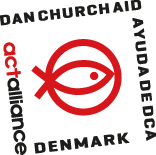 DANCHURCHAID
AYUDA DE DCA
DENMARK
actalliance